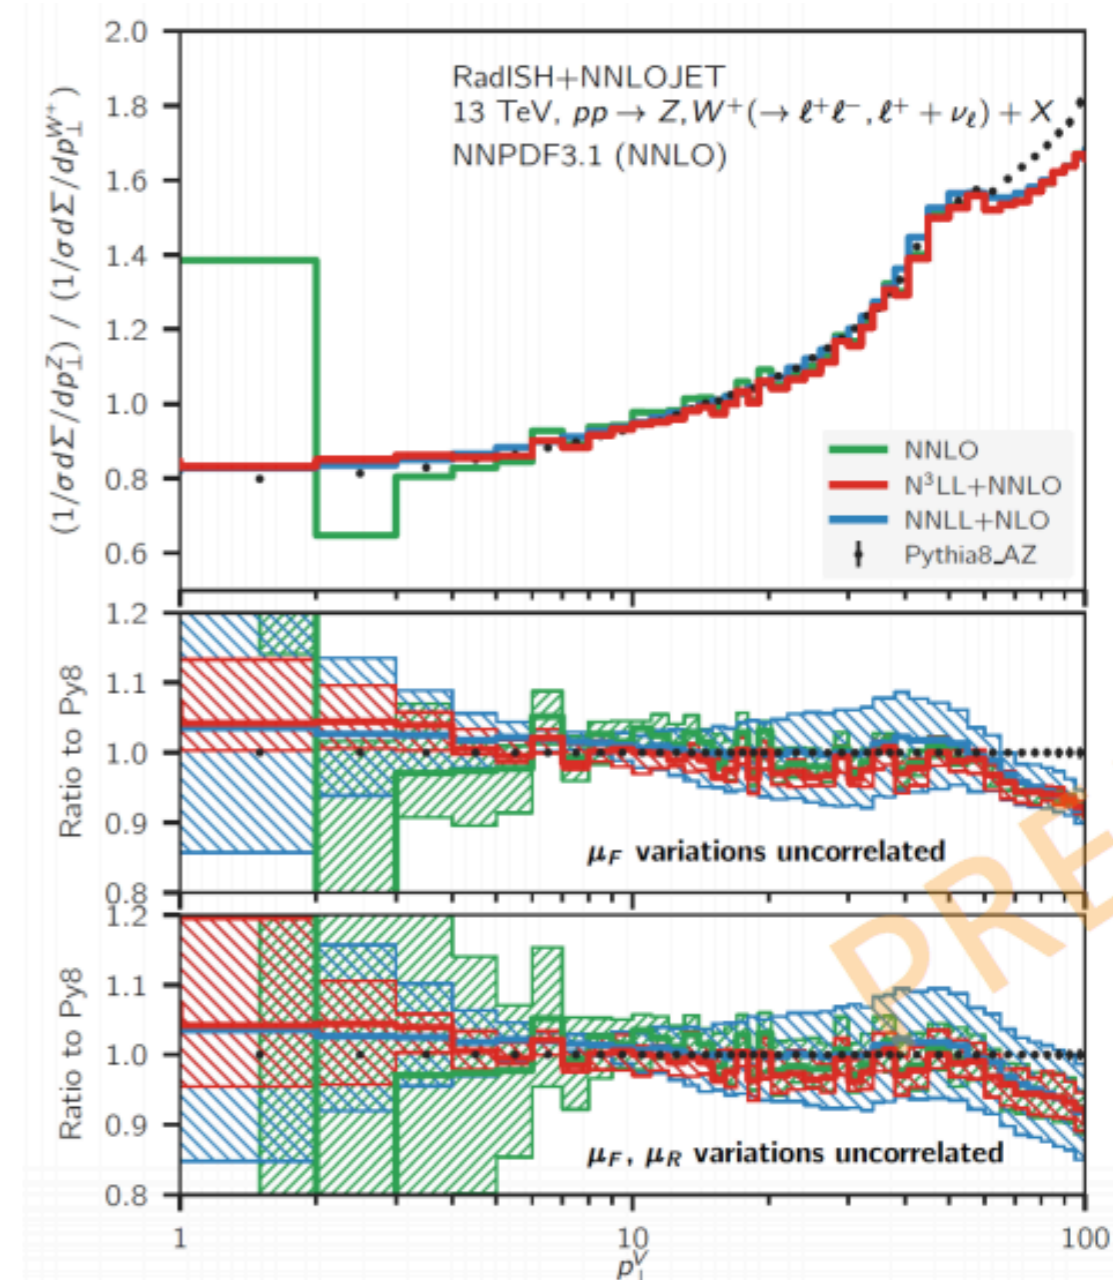 (1/σdΣ/dp⊥^Z) / (1/σdΣ/dp⊥^W⁺)
2.0
1.8
1.6
1.4
1.2
1.0
0.8
0.6
RadISH+NNLOJET
13 TeV, pp → Z,W⁺(→ ℓ⁺ℓ⁻, ℓ⁺ + νℓ) + X
NNPDF3.1 (NNLO)
NNLO
N³LL+NNLO
NNLL+NLO
Pythia8_AZ
Ratio to Py8
1.2
1.1
1.0
0.9
0.8
μF variations uncorrelated
PRE
Ratio to Py8
1.2
1.1
1.0
0.9
0.8
μF, μR variations uncorrelated
1
10
100
p⊥^V